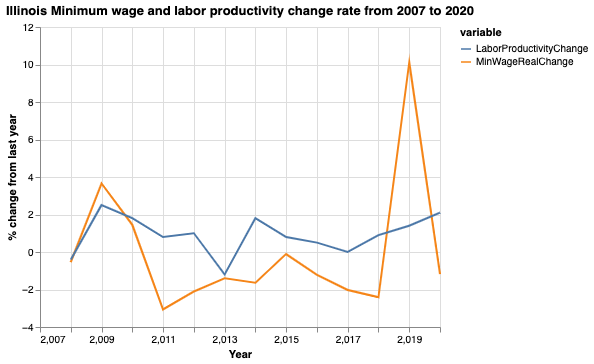 Illinois Minimum wage and labor productivity change rate from 2007 to 2020
variable
LaborProductivityChange
MinWageRealChange
% change from last year
12
10
8
6
4
2
0
−2
−4
2,007 2,009 2,011 2,013 2,015 2,017 2,019
Year